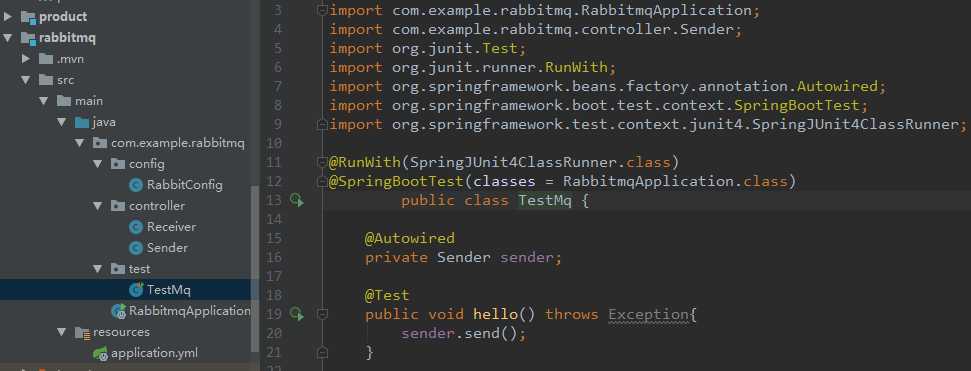 product
rabbitmq
.mvn
src
main
java
com.example.rabbitmq
config
RabbitConfig
controller
Receiver
Sender
test
TestMq
RabbitmqApplication
resources
application.yml
3 import com.example.rabbitmq.RabbitmqApplication;
4 import com.example.rabbitmq.controller.Sender;
5 import org.junit.Test;
6 import org.junit.runner.RunWith;
7 import org.springframework.beans.factory.annotation.Autowired;
8 import org.springframework.boot.test.context.SpringBootTest;
9 import org.springframework.test.context.junit4.SpringJUnit4ClassRunner;
10
11 @RunWith(SpringJUnit4ClassRunner.class)
12 @SpringBootTest(classes = RabbitmqApplication.class)
13 public class TestMq {
14
15 @Autowired
16 private Sender sender;
17
18 @Test
19 public void hello() throws Exception{
20 sender.send();
21 }